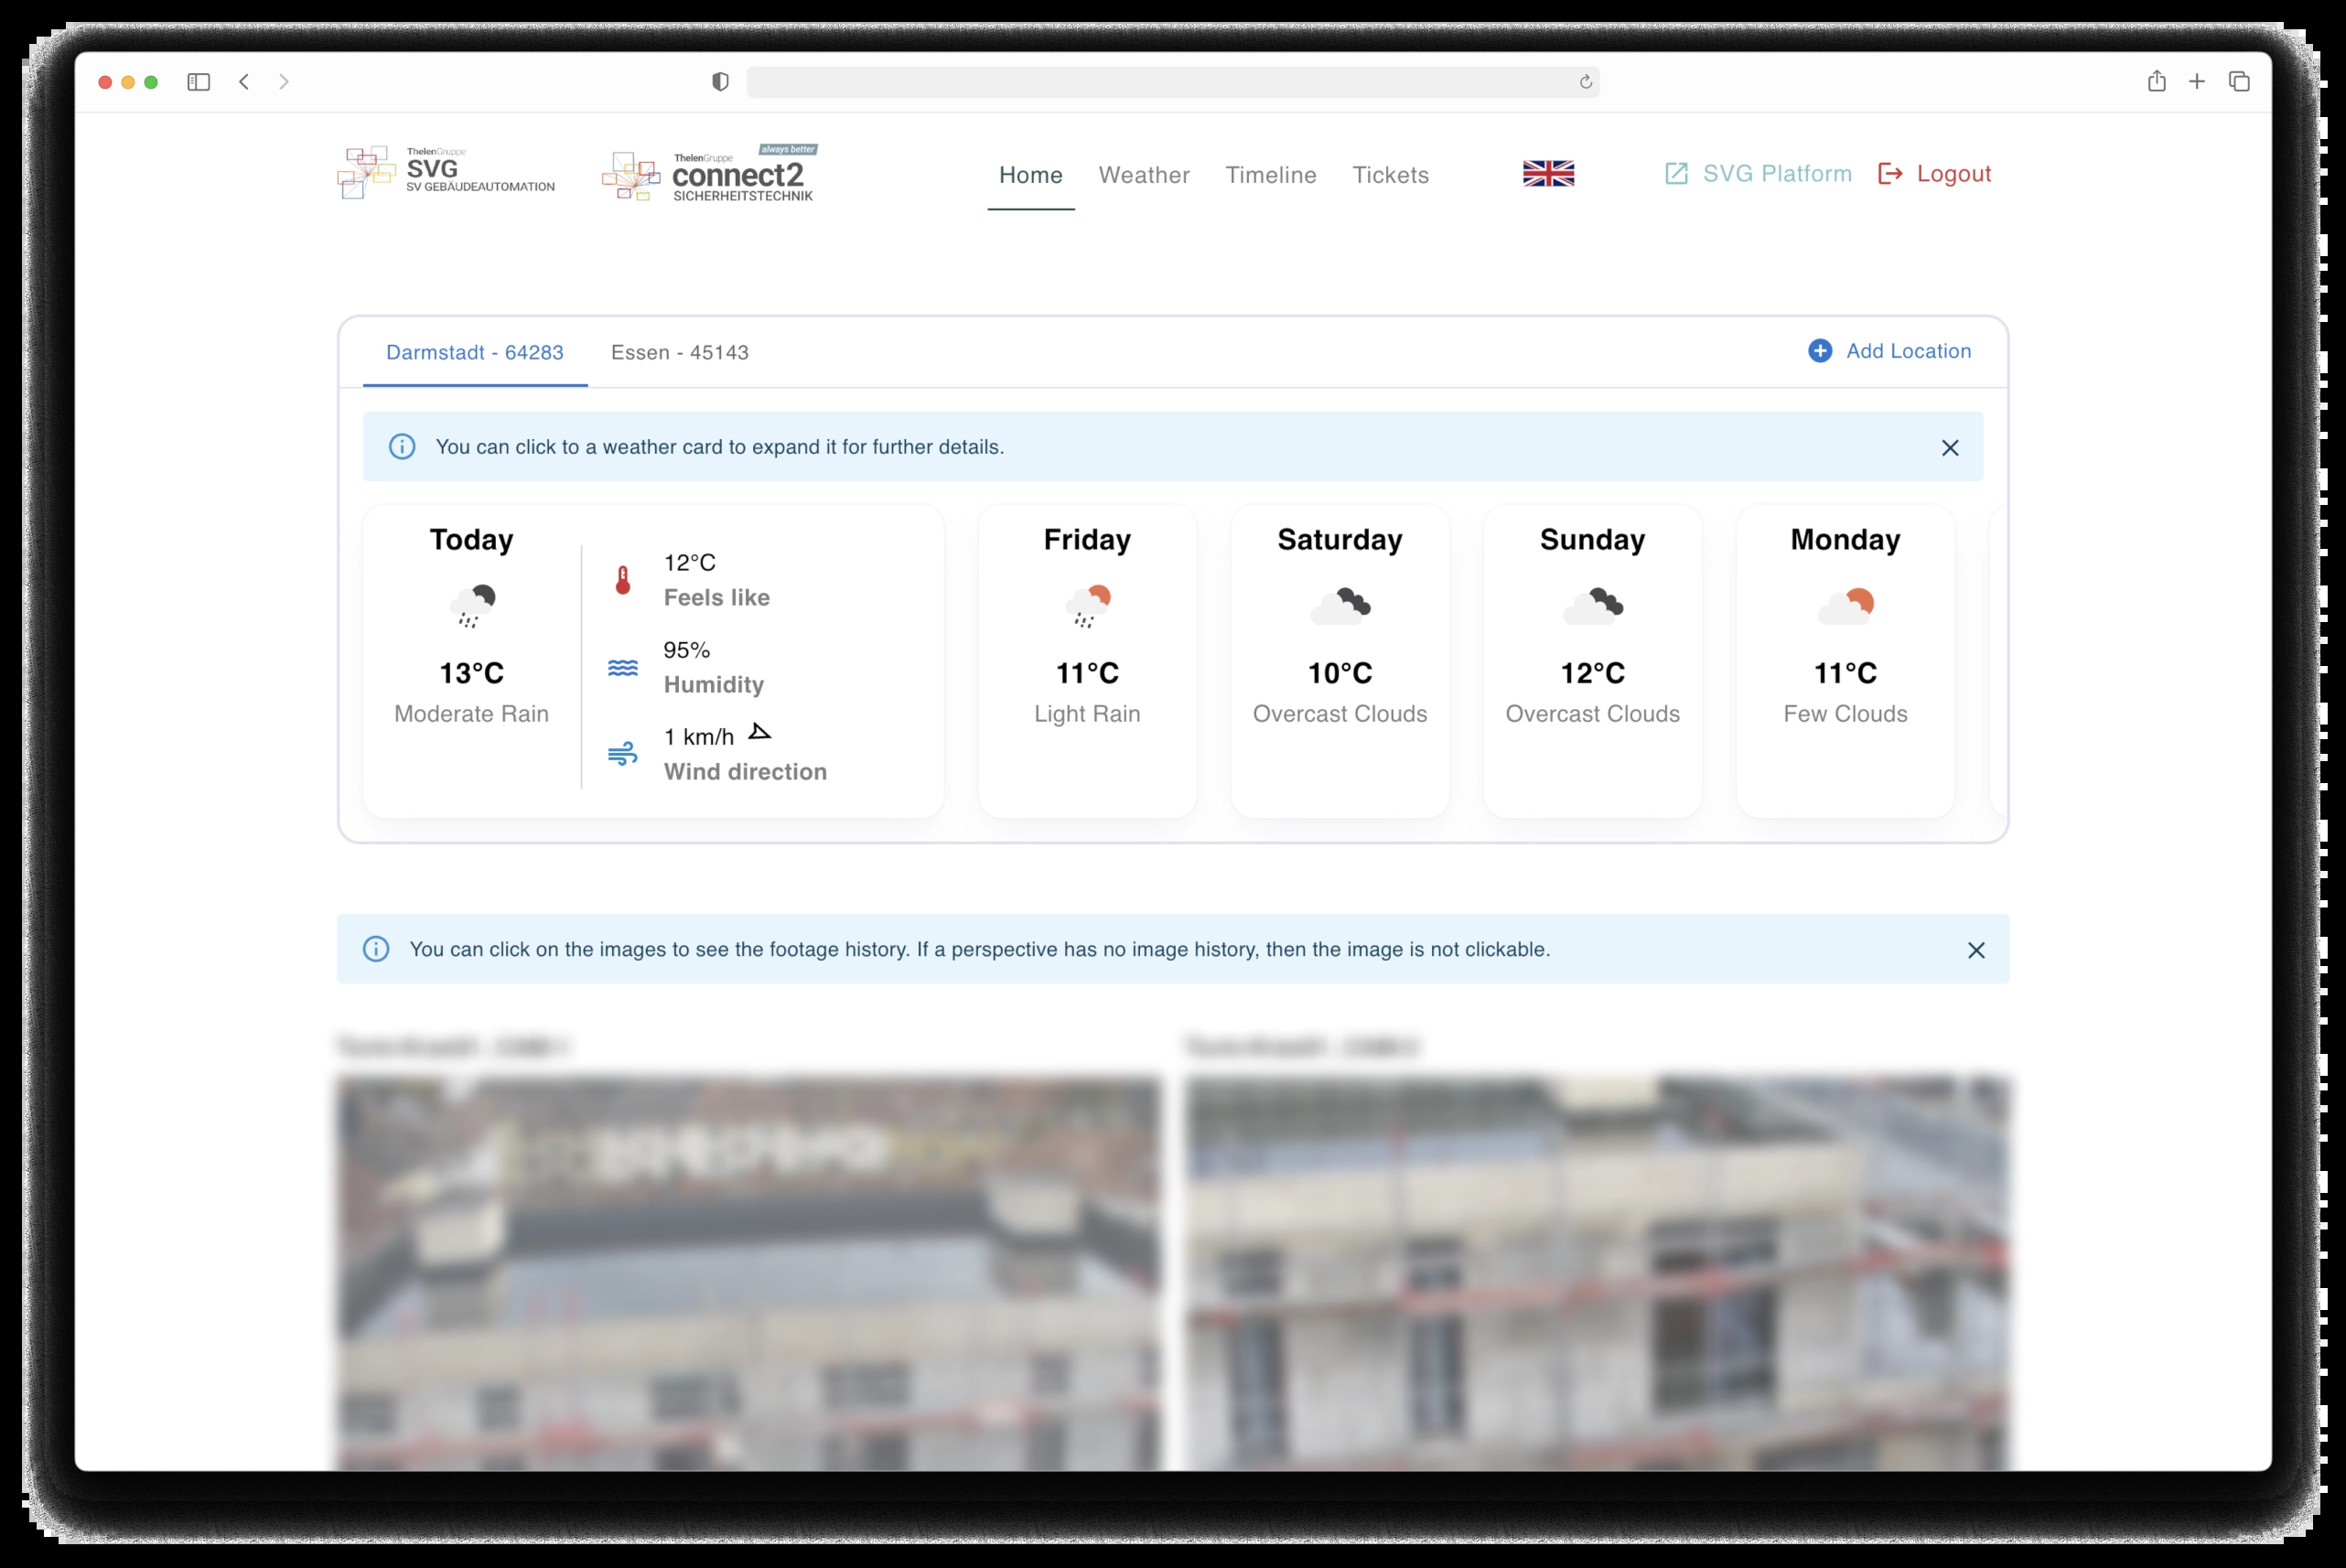 ThelenGruppe
SVG
SV GEBÄUDEAUTOMATION
always better
ThelenGruppe
connect2
SICHERHEITSTECHNIK
Home
Weather
Timeline
Tickets
SVG Platform
Logout
Darmstadt - 64283
Essen - 45143
Add Location
You can click to a weather card to expand it for further details.
Today
13°C
Moderate Rain
12°C
Feels like
95%
Humidity
1 km/h
Wind direction
Friday
11°C
Light Rain
Saturday
10°C
Overcast Clouds
Sunday
12°C
Overcast Clouds
Monday
11°C
Few Clouds
You can click on the images to see the footage history. If a perspective has no image history, then the image is not clickable.